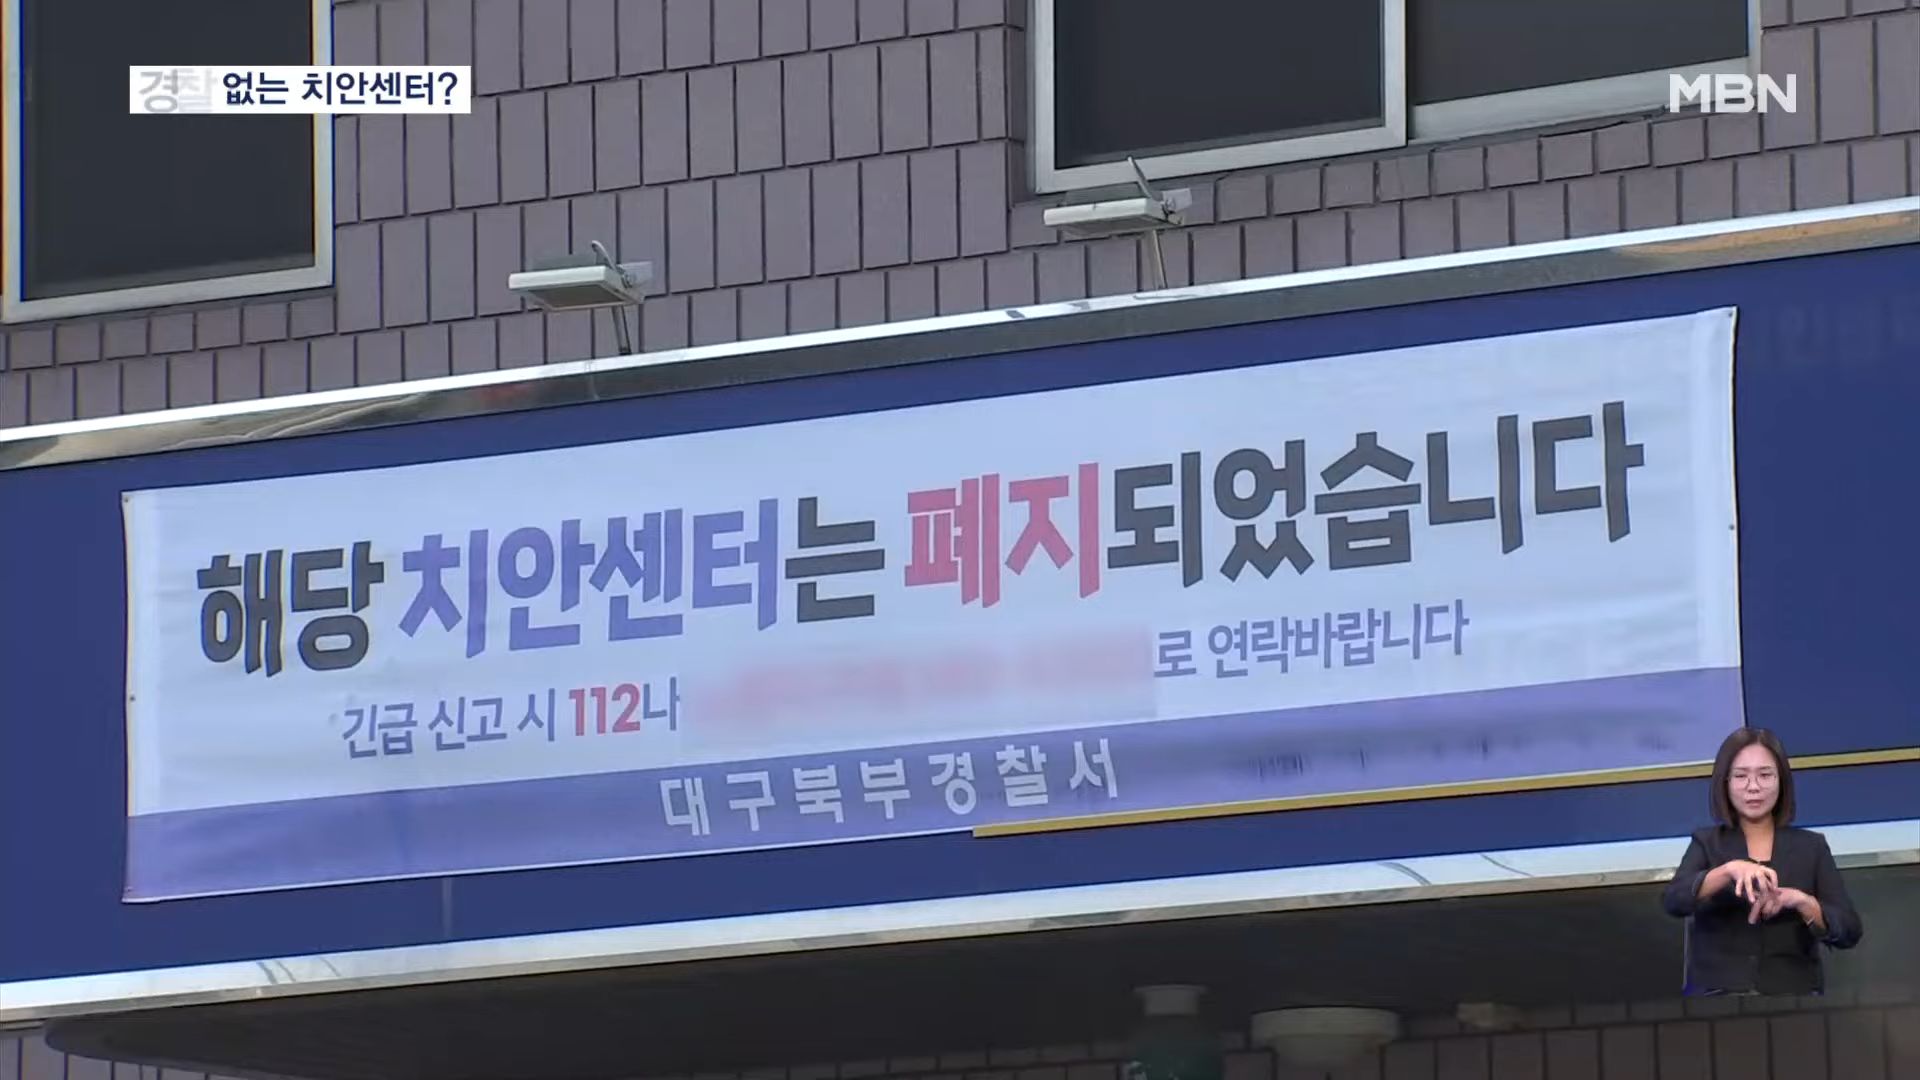 경찰 없는 치안센터?
MBN
해당 치안센터는 폐지되었습니다
긴급 신고 시 112나
로 연락바랍니다
대구북부경찰서